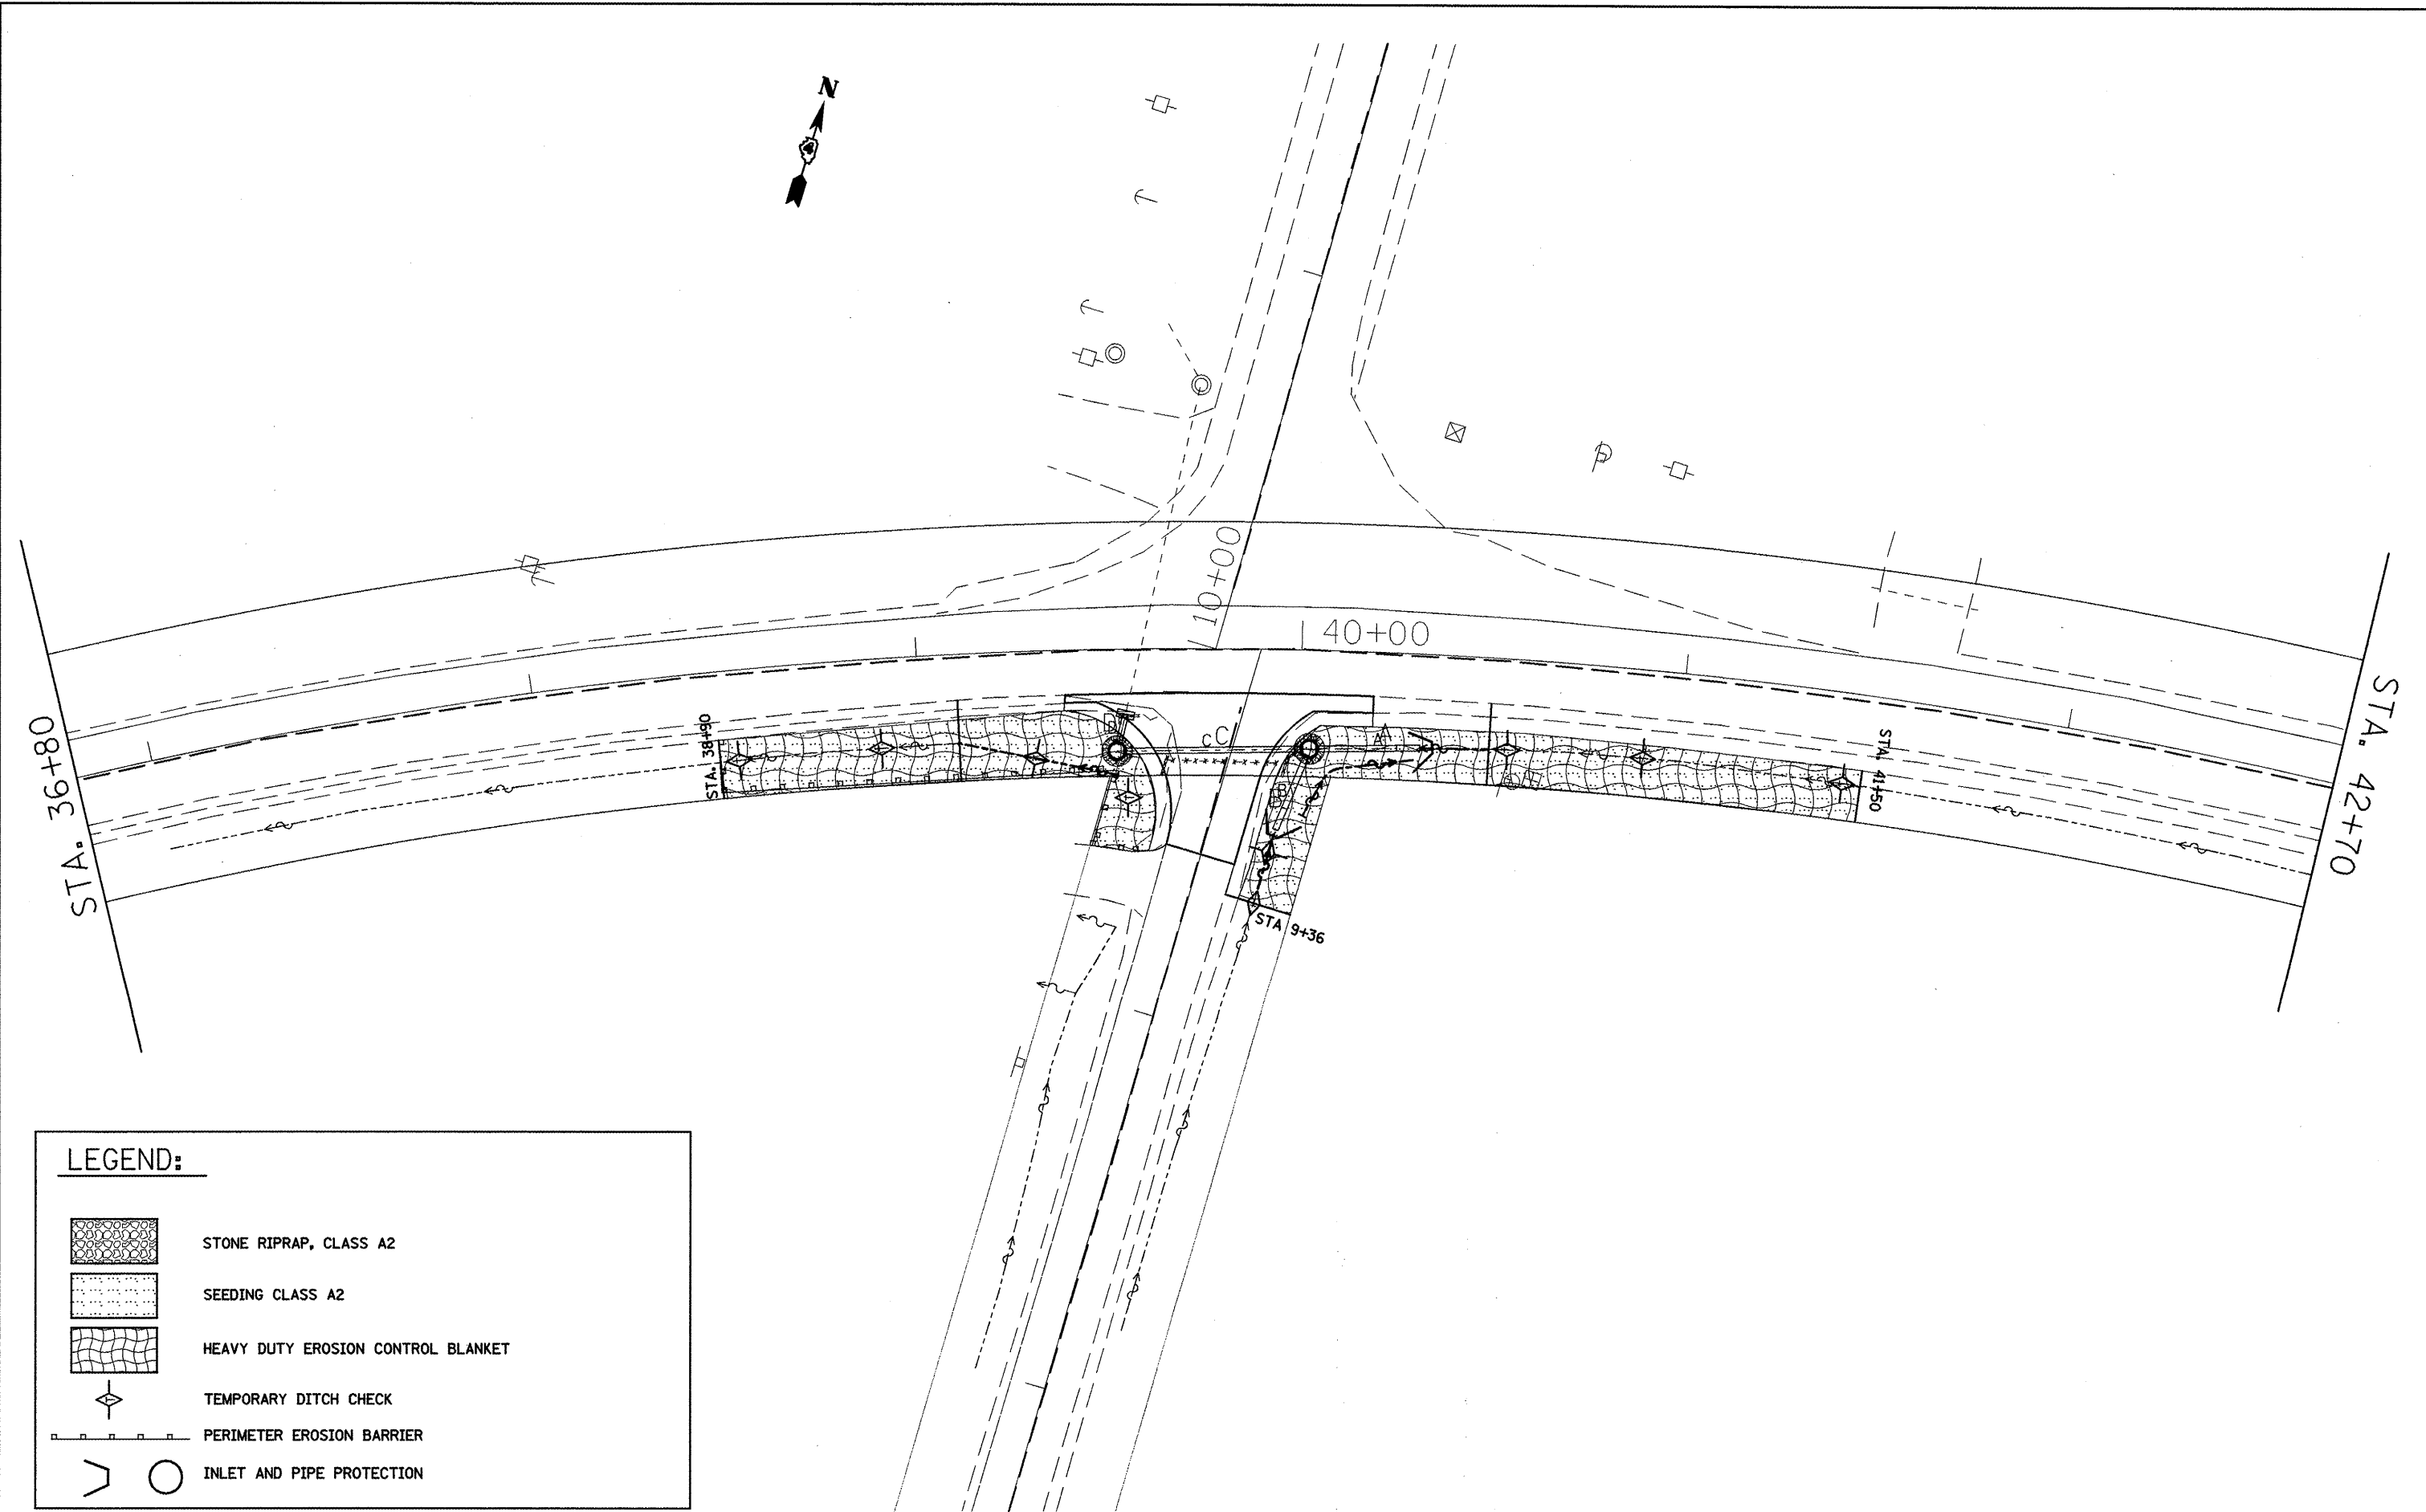 N
10+00
40+00
STA. 36+80
STA. 38+90
C C
A
B
D
STA. 41+50
STA. 42+70
STA 9+36
LEGEND:
STONE RIPRAP, CLASS A2
SEEDING CLASS A2
HEAVY DUTY EROSION CONTROL BLANKET
TEMPORARY DITCH CHECK
PERIMETER EROSION BARRIER
INLET AND PIPE PROTECTION